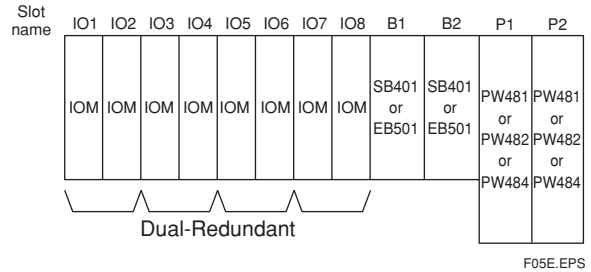 Slot name IO1 IO2 IO3 IO4 IO5 IO6 IO7 IO8 B1 B2 P1 P2
IOM IOM IOM IOM IOM IOM IOM IOM
SB401 or EB501
SB401 or EB501
PW481 or PW482 or PW484
PW481 or PW482 or PW484
Dual-Redundant
F05E.EPS